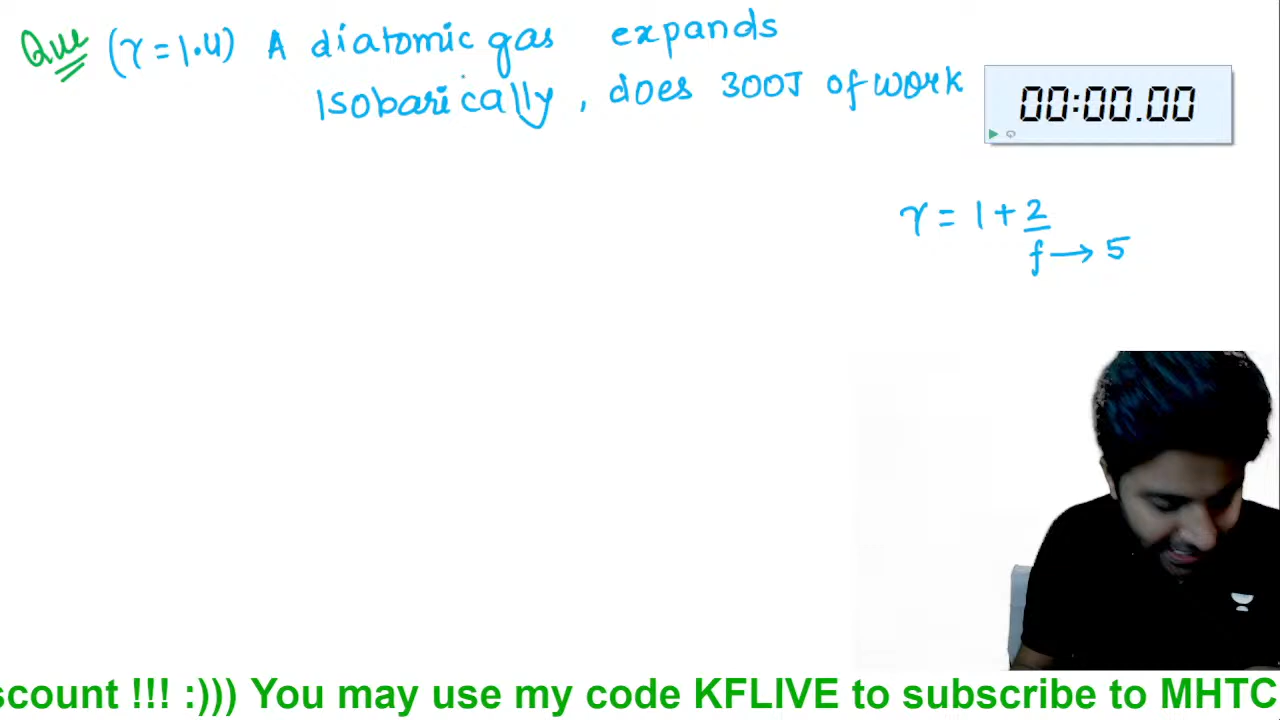 Que (γ = 1.4) A diatomic gas expands
Isobarically, does 300J of work
00:00.00
γ = 1 + 2
f → 5
scount !!! :))) You may use my code KFLIVE to subscribe to MHTC